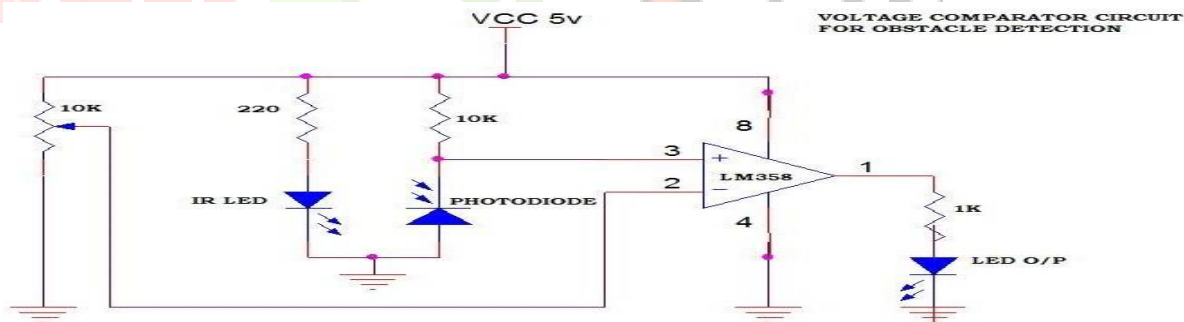 VCC 5v
VOLTAGE COMPARATOR CIRCUIT
FOR OBSTACLE DETECTION
10K
220
10K
8
3
+
1
LM358
2
-
IR LED
PHOTODIODE
4
1K
LED O/P